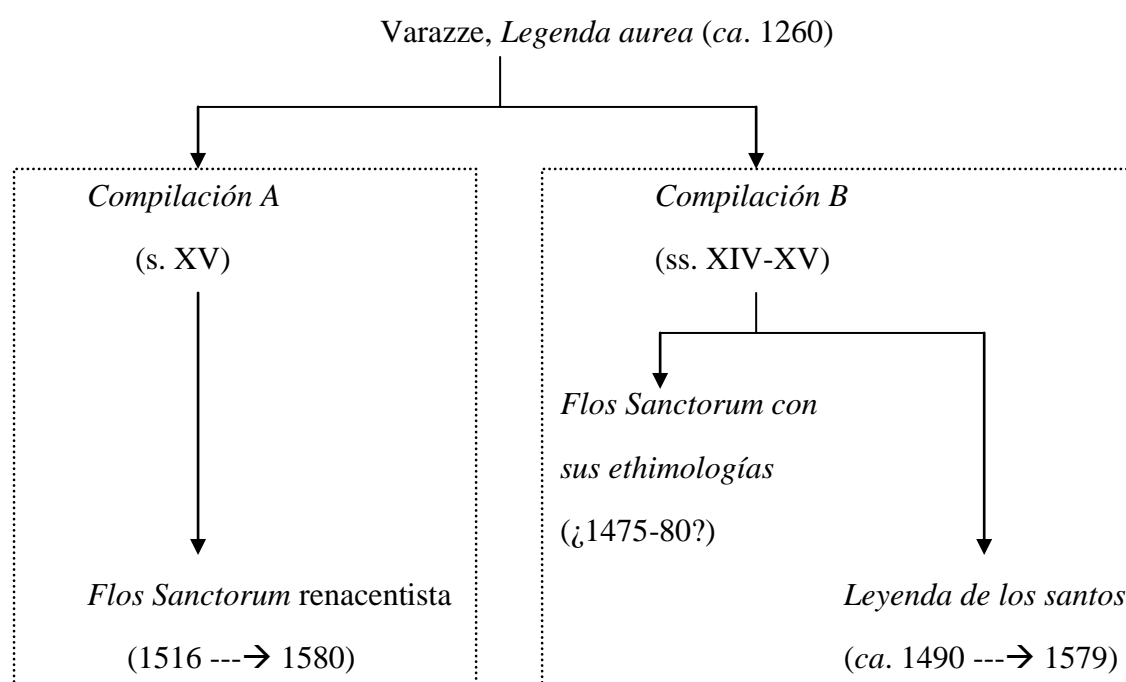 Varazze, Legenda aurea (ca. 1260)
Compilación A
(s. XV)
Compilación B
(ss. XIV-XV)
Flos Sanctorum con
sus ethimologías
(¿1475-80?)
Flos Sanctorum renacentista
(1516 ---→ 1580)
Leyenda de los santos
(ca. 1490 ---→ 1579)